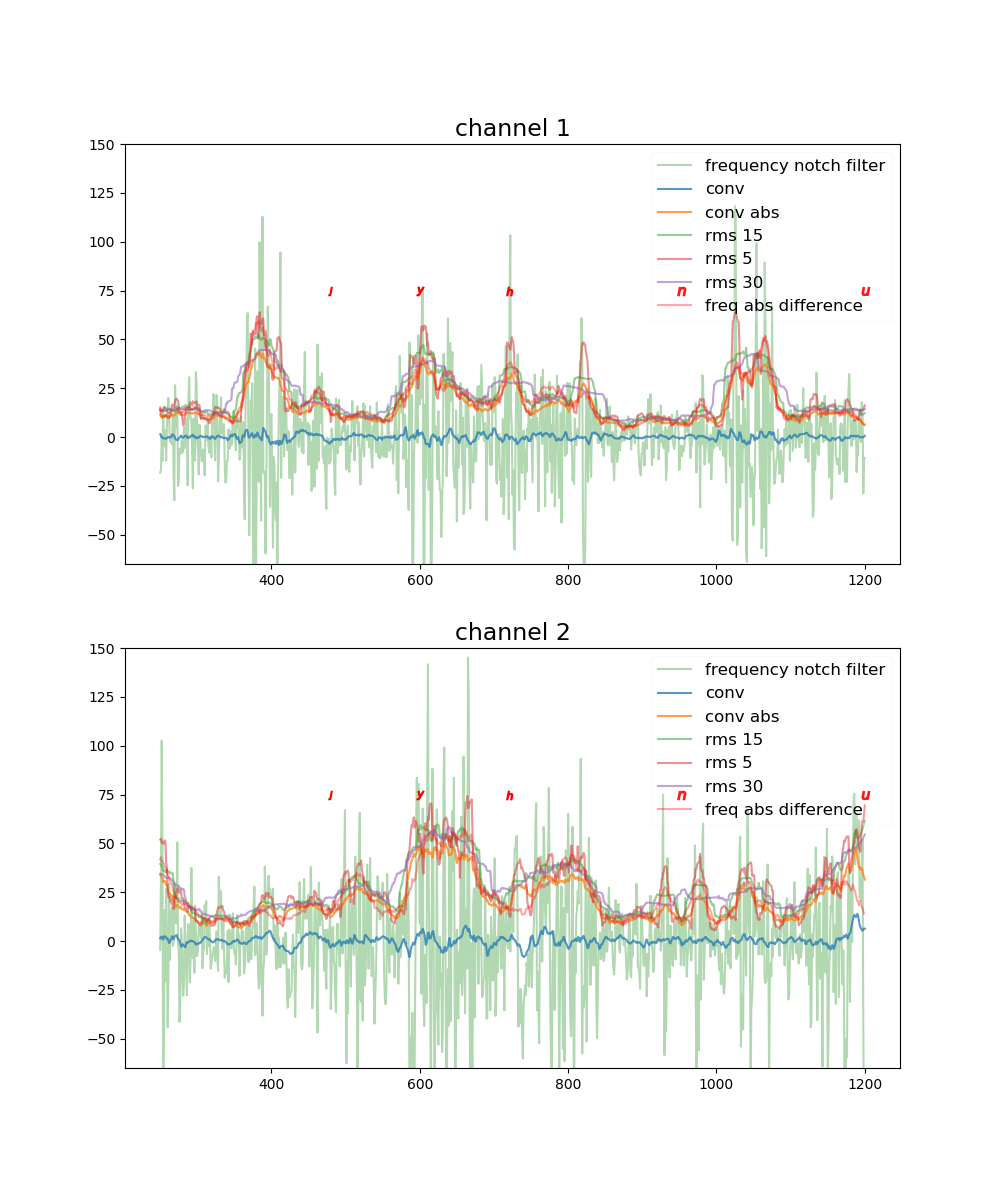 channel 1
150
125
100
75
50
25
0
−25
−50
frequency notch filter
conv
conv abs
rms 15
rms 5
rms 30
freq abs difference
j y h n u
400 600 800 1000 1200
channel 2
150
125
100
75
50
25
0
−25
−50
frequency notch filter
conv
conv abs
rms 15
rms 5
rms 30
freq abs difference
j y h n u
400 600 800 1000 1200